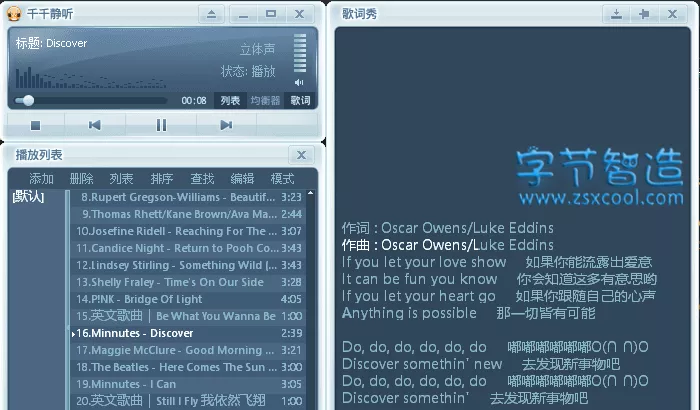 千千静听
标题: Discover
立体声
状态: 播放
00:08 列表 均衡器 歌词
播放列表
添加 删除 列表 排序 查找 编辑 模式
[默认]
8.Rupert Gregson-Williams - Beautif... 3:23
9.Thomas Rhett/Kane Brown/Ava Ma... 2:44
10.Josefine Ridell - Reaching For The ... 3:07
11.Candice Night - Return to Pooh Co... 3:43
12.Lindsey Stirling - Something Wild [... 3:43
13.Shelly Fraley - Time's On Our Side 3:28
14.P!NK - Bridge Of Light 4:05
15.英文歌曲 | Be What You Wanna Be 1:00
16.Minnutes - Discover 2:39
17.Maggie McClure - Good Morning ... 3:21
18.The Beatles - Here Comes The Sun ... 3:00
19.Minnutes - I Can 3:05
20.英文歌曲 | Still I Fly 我依然飞翔 1:00
歌词秀
字节智造
www.zsxcool.com
作词 : Oscar Owens/Luke Eddins
作曲 : Oscar Owens/Luke Eddins
If you let your love show 如果你能流露出爱意
It can be fun you know 你会知道这多有意思哟
If you let your heart go 如果你跟随自己的心声
Anything is possible 那一切皆有可能
Do, do, do, do, do, do 嘟嘟嘟嘟嘟嘟O(∩_∩)O
Discover somethin' new 去发现新事物吧
Do, do, do, do, do, do 嘟嘟嘟嘟嘟嘟O(∩_∩)O
Discover somethin' 去发现新事物吧